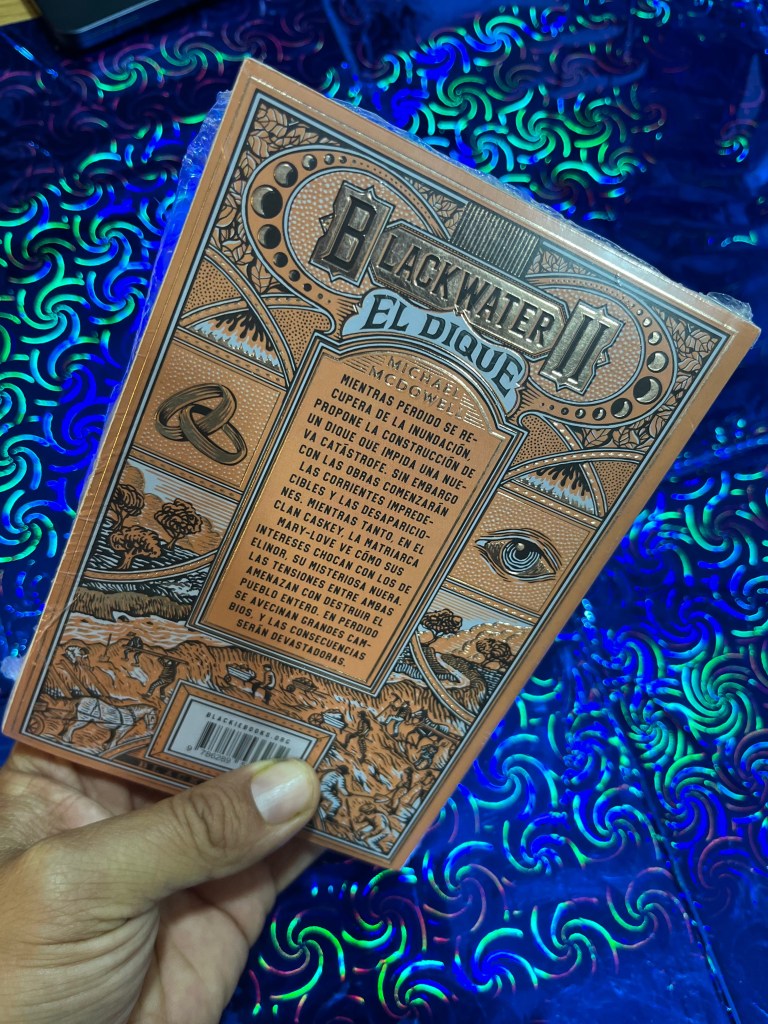 BLACKWATER II
EL DIQUE
MICHAEL
MCDOWELL
MIENTRAS PERDIDO SE RE-
CUPERA DE LA INUNDACIÓN,
PROPONE LA CONSTRUCCIÓN DE
UN DIQUE QUE IMPIDA UNA NUE-
VA CATÁSTROFE. SIN EMBARGO
CON LAS OBRAS COMENZARÁN
LAS CORRIENTES IMPREDE-
CIBLES Y LAS DESAPARICIO-
NES. MIENTRAS TANTO, EN EL
CLAN CASKEY, LA MATRIARCA
MARY-LOVE VE CÓMO SUS
INTERESES CHOCAN CON LOS DE
ELINOR, SU MISTERIOSA NUERA.
LAS TENSIONES ENTRE AMBAS
AMENAZAN CON DESTRUIR EL
PUEBLO ENTERO. EN PERDIDO
SE AVECINAN GRANDES CAM-
BIOS, Y LAS CONSECUENCIAS
SERÁN DEVASTADORAS.
BLACKIEBOOKS.ORG